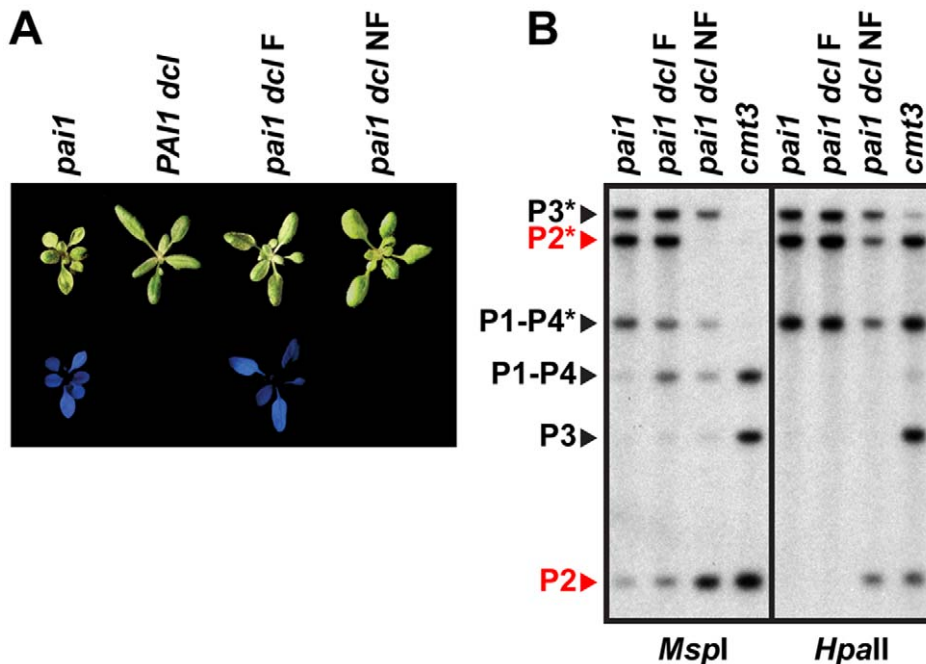 A
pai1
PAI1 dcl
pai1 dcl F
pai1 dcl NF
B
pai1
pai1 dcl F
pai1 dcl NF
cmt3
pai1
pai1 dcl F
pai1 dcl NF
cmt3
P3*
P2*
P1-P4*
P1-P4
P3
P2
MspI
HpaII